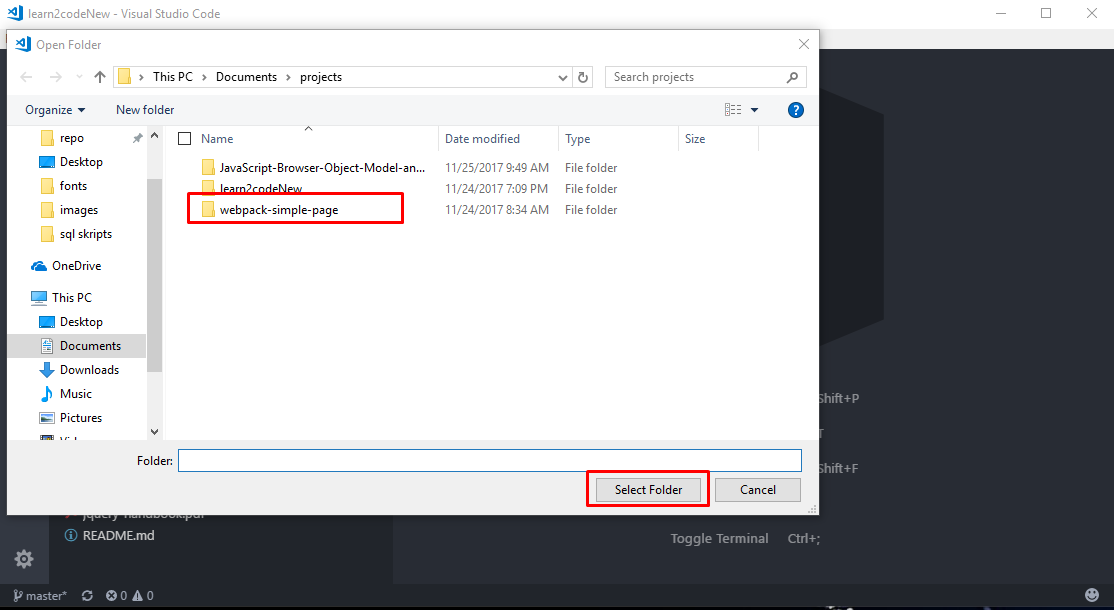 learn2codeNew - Visual Studio Code
Open Folder
This PC > Documents > projects
Search projects
Organize
New folder
repo
Desktop
fonts
images
sql skripts
OneDrive
This PC
Desktop
Documents
Downloads
Music
Pictures
Name Date modified Type Size
JavaScript-Browser-Object-Model-an... 11/25/2017 9:49 AM File folder
learn2codeNew 11/24/2017 7:09 PM File folder
webpack-simple-page 11/24/2017 8:34 AM File folder
Folder:
Select Folder Cancel
Shift+P
T
Shift+F
jquery-handbook.pdf
README.md
Toggle Terminal Ctrl+;
master* 0 0